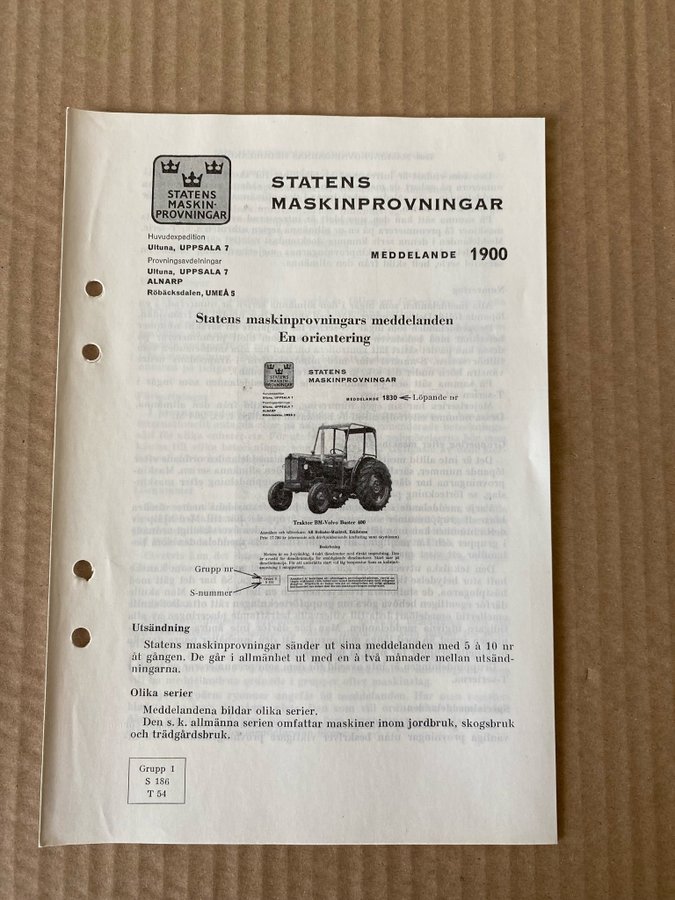 STATENS
MASKIN-
PROVNINGAR
STATENS
MASKINPROVNINGAR
Huvudexpedition
Ultuna, UPPSALA 7
Provningsavdelningar
Ultuna, UPPSALA 7
ALNARP
Röbäcksdalen, UMEÅ 5
MEDDELANDE 1900
Statens maskinprovningars meddelanden
En orientering
STATENS
MASKINPROVNINGAR
MEDDELANDE 1830 Löpande nr
Traktor BM-Volvo Buster 400
Beskrivning
Grupp nr
S-nummer
Utsändning
Statens maskinprovningar sänder ut sina meddelanden med 5 à 10 nr
åt gången. De går i allmänhet ut med en à två månader mellan utsänd-
ningarna.
Olika serier
Meddelandena bildar olika serier.
Den s. k. allmänna serien omfattar maskiner inom jordbruk, skogsbruk
och trädgårdsbruk.
Grupp 1
S 186
T 54